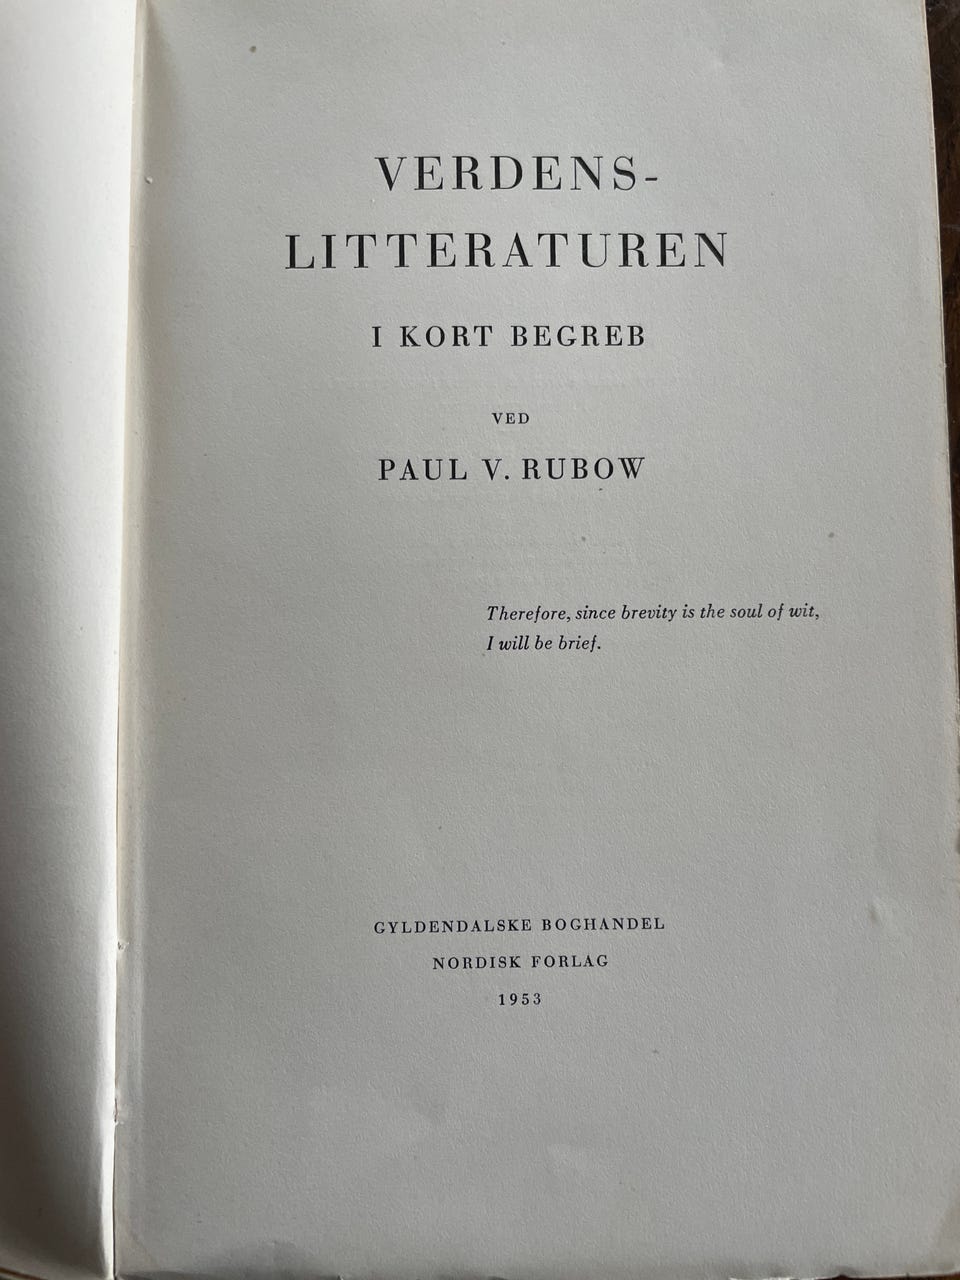 VERDENS-
LITTERATUREN
I KORT BEGREB
VED
PAUL V. RUBOW
Therefore, since brevity is the soul of wit,
I will be brief.
GYLDENDALSKE BOGHANDEL
NORDISK FORLAG
1953